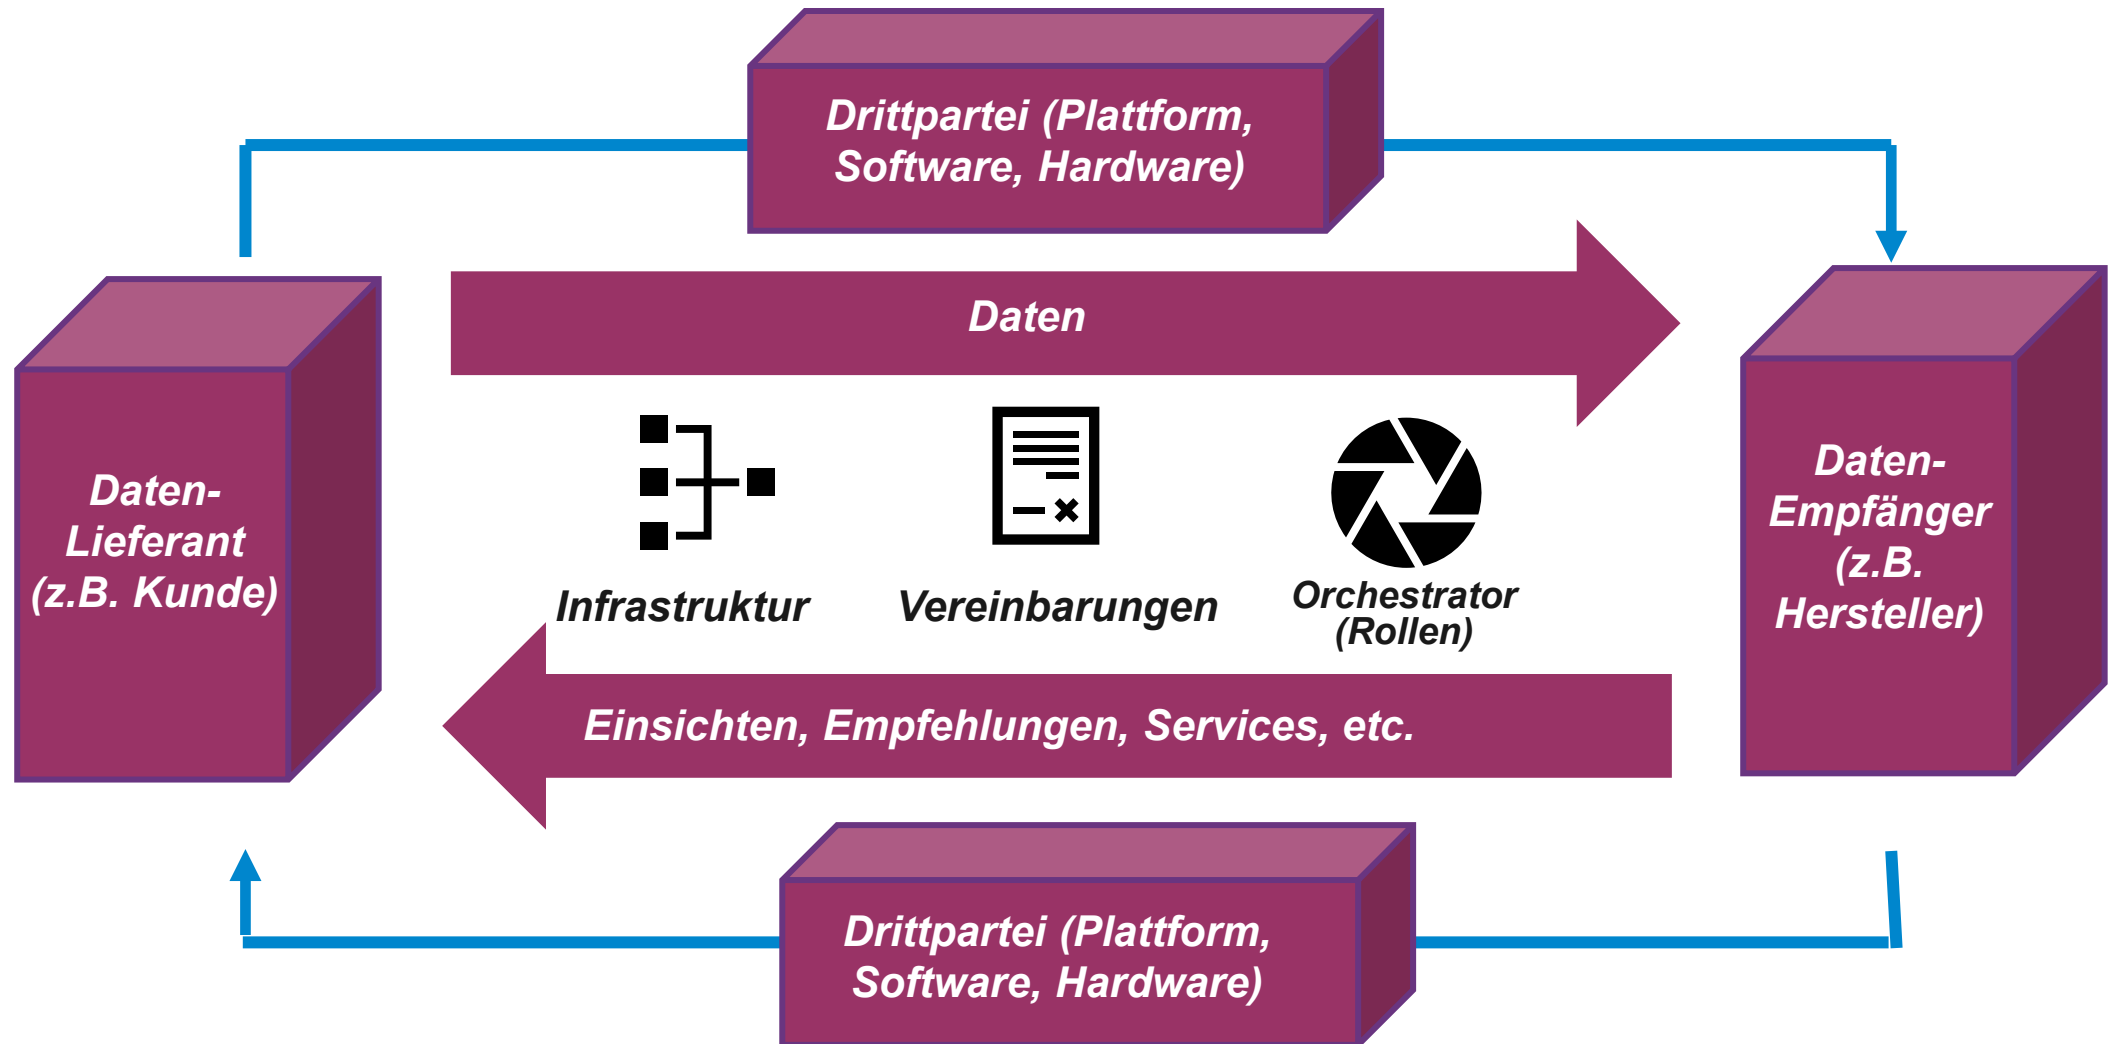 Drittpartei (Plattform,
Software, Hardware)
Daten
Daten-
Lieferant
(z.B. Kunde)
Infrastruktur
Vereinbarungen
Orchestrator
(Rollen)
Daten-
Empfänger
(z.B.
Hersteller)
Einsichten, Empfehlungen, Services, etc.
Drittpartei (Plattform,
Software, Hardware)